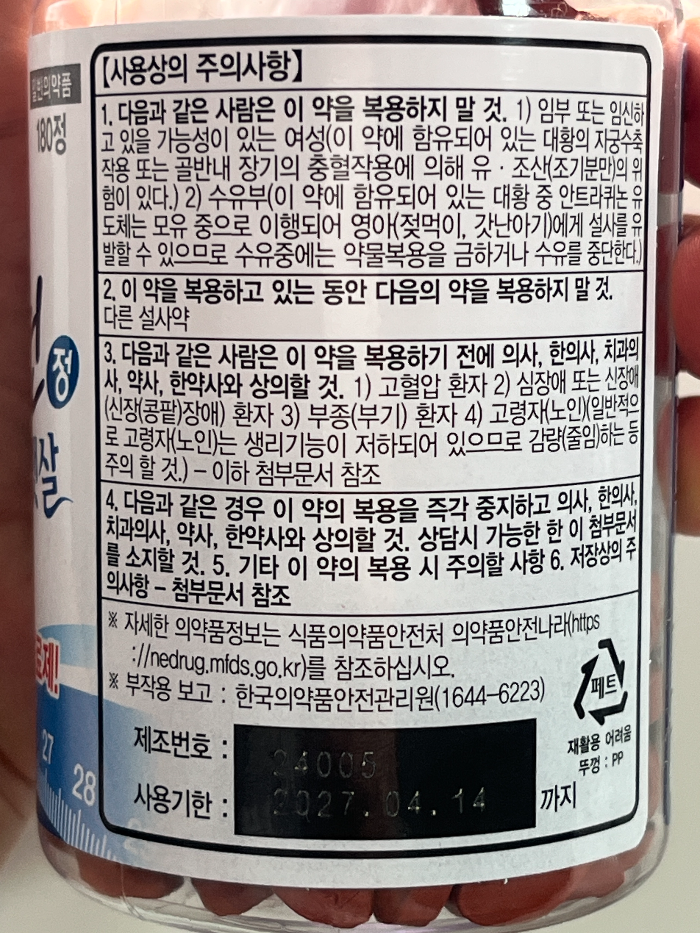 일반의약품
180정
정
살
제!
27
28
【사용상의 주의사항】
1. 다음과 같은 사람은 이 약을 복용하지 말 것. 1) 임부 또는 임신하
고 있을 가능성이 있는 여성(이 약에 함유되어 있는 대황의 자궁수축
작용 또는 골반내 장기의 충혈작용에 의해 유 · 조산(조기분만)의 위
험이 있다.) 2) 수유부(이 약에 함유되어 있는 대황 중 안트라퀴논 유
도체는 모유 중으로 이행되어 영아(젖먹이, 갓난아기)에게 설사를 유
발할 수 있으므로 수유중에는 약물복용을 금하거나 수유를 중단한다.)
2. 이 약을 복용하고 있는 동안 다음의 약을 복용하지 말 것.
다른 설사약
3. 다음과 같은 사람은 이 약을 복용하기 전에 의사, 한의사, 치과의
사, 약사, 한약사와 상의할 것. 1) 고혈압 환자 2) 심장애 또는 신장애
(신장(콩팥)장애) 환자 3) 부종(부기) 환자 4) 고령자(노인)(일반적으
로 고령자(노인)는 생리기능이 저하되어 있으므로 감량(줄임)하는 등
주의 할 것.) – 이하 첨부문서 참조
4. 다음과 같은 경우 이 약의 복용을 즉각 중지하고 의사, 한의사,
치과의사, 약사, 한약사와 상의할 것. 상담시 가능한 한 이 첨부문서
를 소지할 것. 5. 기타 이 약의 복용 시 주의할 사항 6. 저장상의 주
의사항 – 첨부문서 참조
※ 자세한 의약품정보는 식품의약품안전처 의약품안전나라(https
://nedrug.mfds.go.kr)를 참조하십시오.
※ 부작용 보고 : 한국의약품안전관리원(1644-6223)
페트
재활용 어려움
뚜껑 : PP
제조번호 : 24005
사용기한 : 2027.04.14 까지